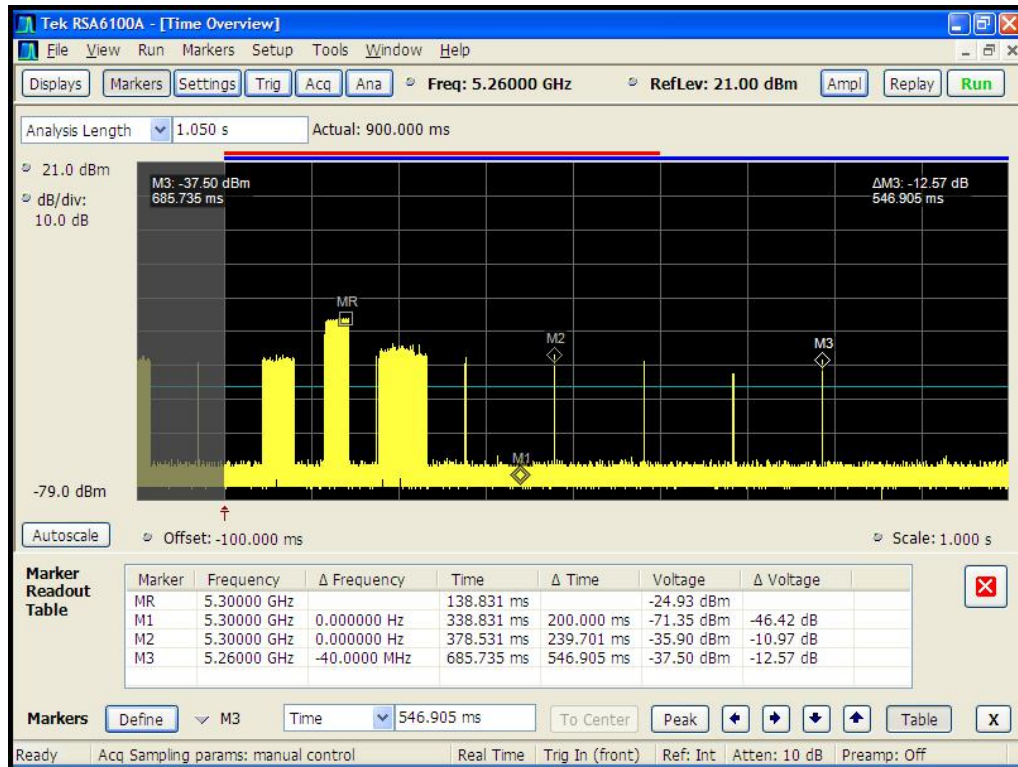 Tek RSA6100A - [Time Overview]
File View Run Markers Setup Tools Window Help
Displays Markers Settings Trig Acq Ana Freq: 5.26000 GHz RefLev: 21.00 dBm Ampl Replay Run
Analysis Length 1.050 s Actual: 900.000 ms
21.0 dBm
dB/div:
10.0 dB
-79.0 dBm
M3: -37.50 dBm
685.735 ms
ΔM3: -12.57 dB
546.905 ms
MR
M2
M3
M1
Autoscale Offset: -100.000 ms Scale: 1.000 s
Marker Readout Table
Marker Frequency Δ Frequency Time Δ Time Voltage Δ Voltage
MR 5.30000 GHz 138.831 ms -24.93 dBm
M1 5.30000 GHz 0.000000 Hz 338.831 ms 200.000 ms -71.35 dBm -46.42 dB
M2 5.30000 GHz 0.000000 Hz 378.531 ms 239.701 ms -35.90 dBm -10.97 dB
M3 5.26000 GHz -40.0000 MHz 685.735 ms 546.905 ms -37.50 dBm -12.57 dB
Markers Define M3 Time 546.905 ms To Center Peak Table X
Ready Acq Sampling params: manual control Real Time Trig In (front) Ref: Int Atten: 10 dB Preamp: Off